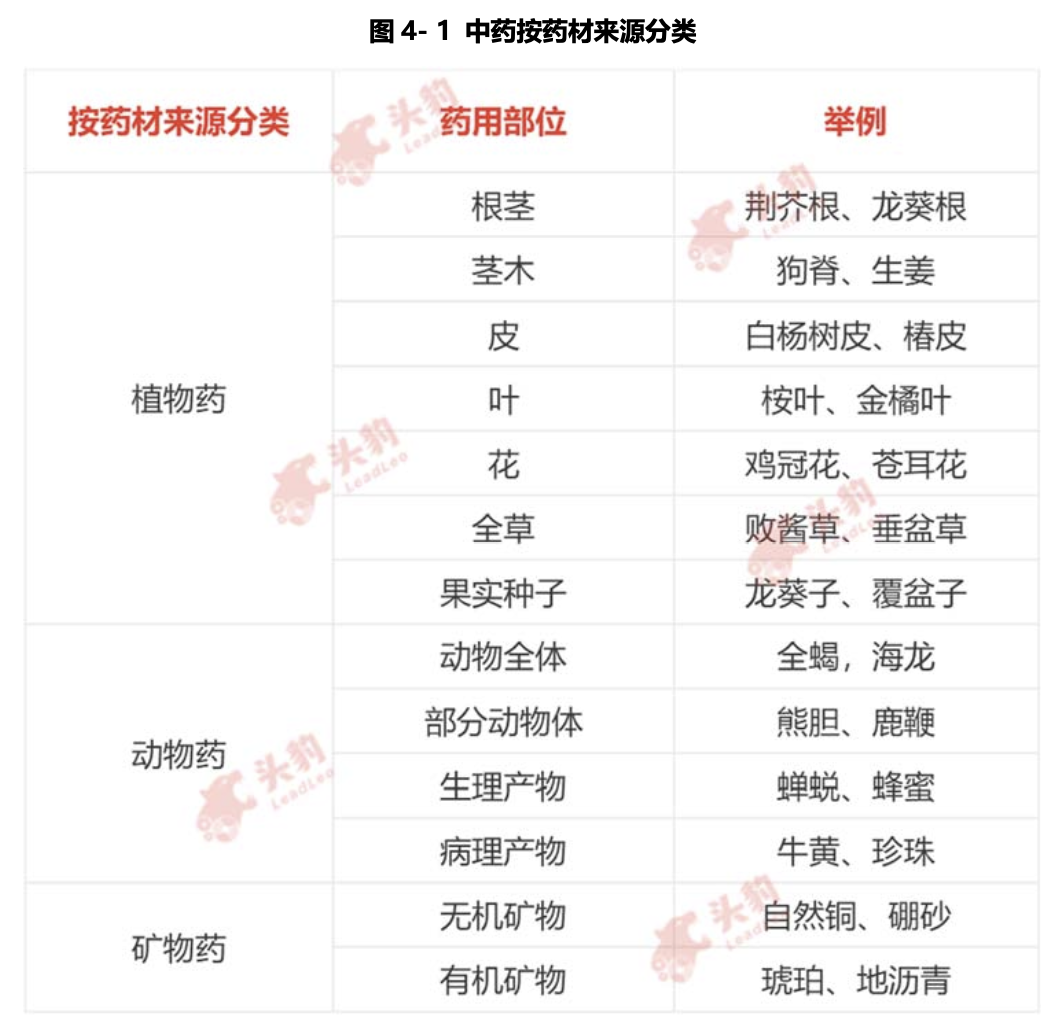 图 4- 1 中药按药材来源分类
按药材来源分类 药用部位 举例
植物药
根茎 荆芥根、龙葵根
茎木 狗脊、生姜
皮 白杨树皮、椿皮
叶 桉叶、金橘叶
花 鸡冠花、苍耳花
全草 败酱草、垂盆草
果实种子 龙葵子、覆盆子
动物药
动物全体 全蝎，海龙
部分动物体 熊胆、鹿鞭
生理产物 蝉蜕、蜂蜜
病理产物 牛黄、珍珠
矿物药
无机矿物 自然铜、硼砂
有机矿物 琥珀、地沥青
头豹
LeadLeo
头豹
LeadLeo
头豹
LeadLeo
头豹
LeadLeo
头豹
LeadLeo
头豹
LeadLeo